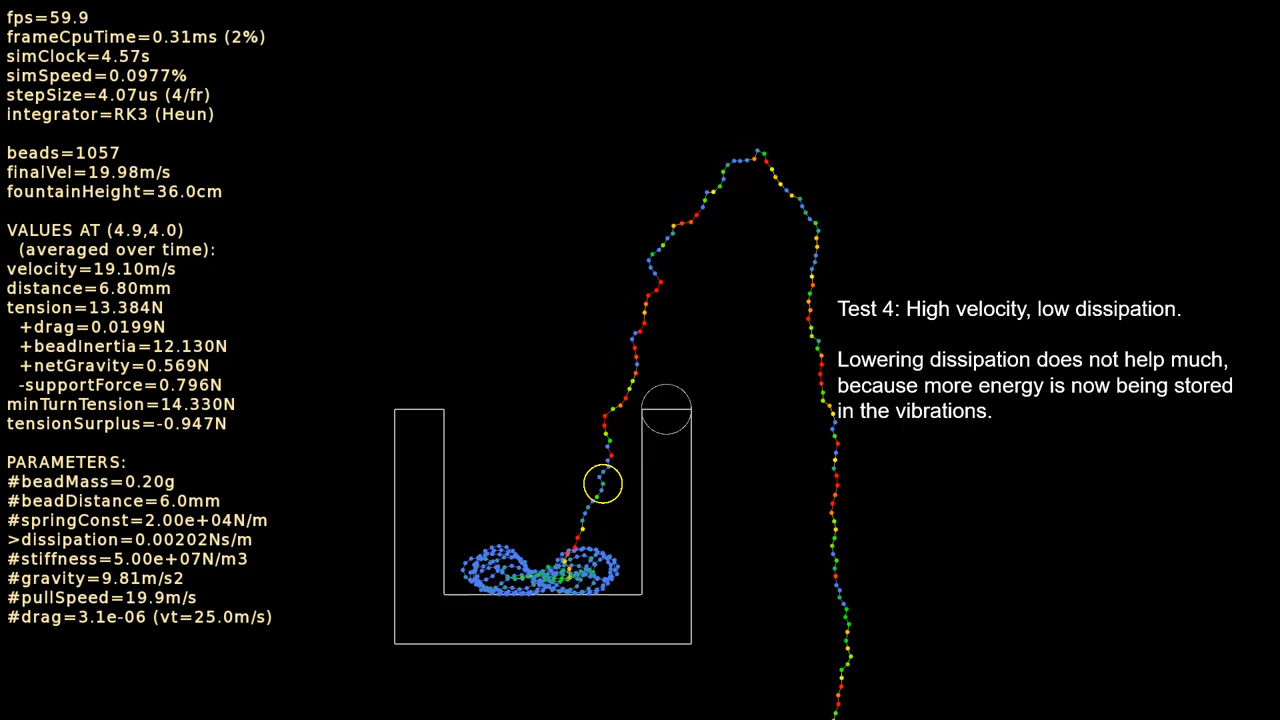 fps=59.9
frameCpuTime=0.31ms (2%)
simClock=4.57s
simSpeed=0.0977%
stepSize=4.07us (4/fr)
integrator=RK3 (Heun)
beads=1057
finalVel=19.98m/s
fountainHeight=36.0cm
VALUES AT (4.9,4.0)
(averaged over time):
velocity=19.10m/s
distance=6.80mm
tension=13.384N
+drag=0.0199N
+beadInertia=12.130N
+netGravity=0.569N
-supportForce=0.796N
minTurnTension=14.330N
tensionSurplus=-0.947N
PARAMETERS:
#beadMass=0.20g
#beadDistance=6.0mm
#springConst=2.00e+04N/m
>dissipation=0.00202Ns/m
#stiffness=5.00e+07N/m3
#gravity=9.81m/s2
#pullSpeed=19.9m/s
#drag=3.1e-06 (vt=25.0m/s)
Test 4: High velocity, low dissipation.
Lowering dissipation does not help much,
because more energy is now being stored
in the vibrations.